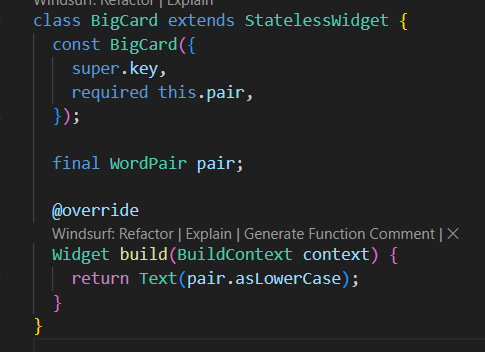 Windsurf: Refactor | Explain
class BigCard extends StatelessWidget {
  const BigCard({
    super.key,
    required this.pair,
  });

  final WordPair pair;

  @override
  Windsurf: Refactor | Explain | Generate Function Comment | ×
  Widget build(BuildContext context) {
    return Text(pair.asLowerCase);
  }
}